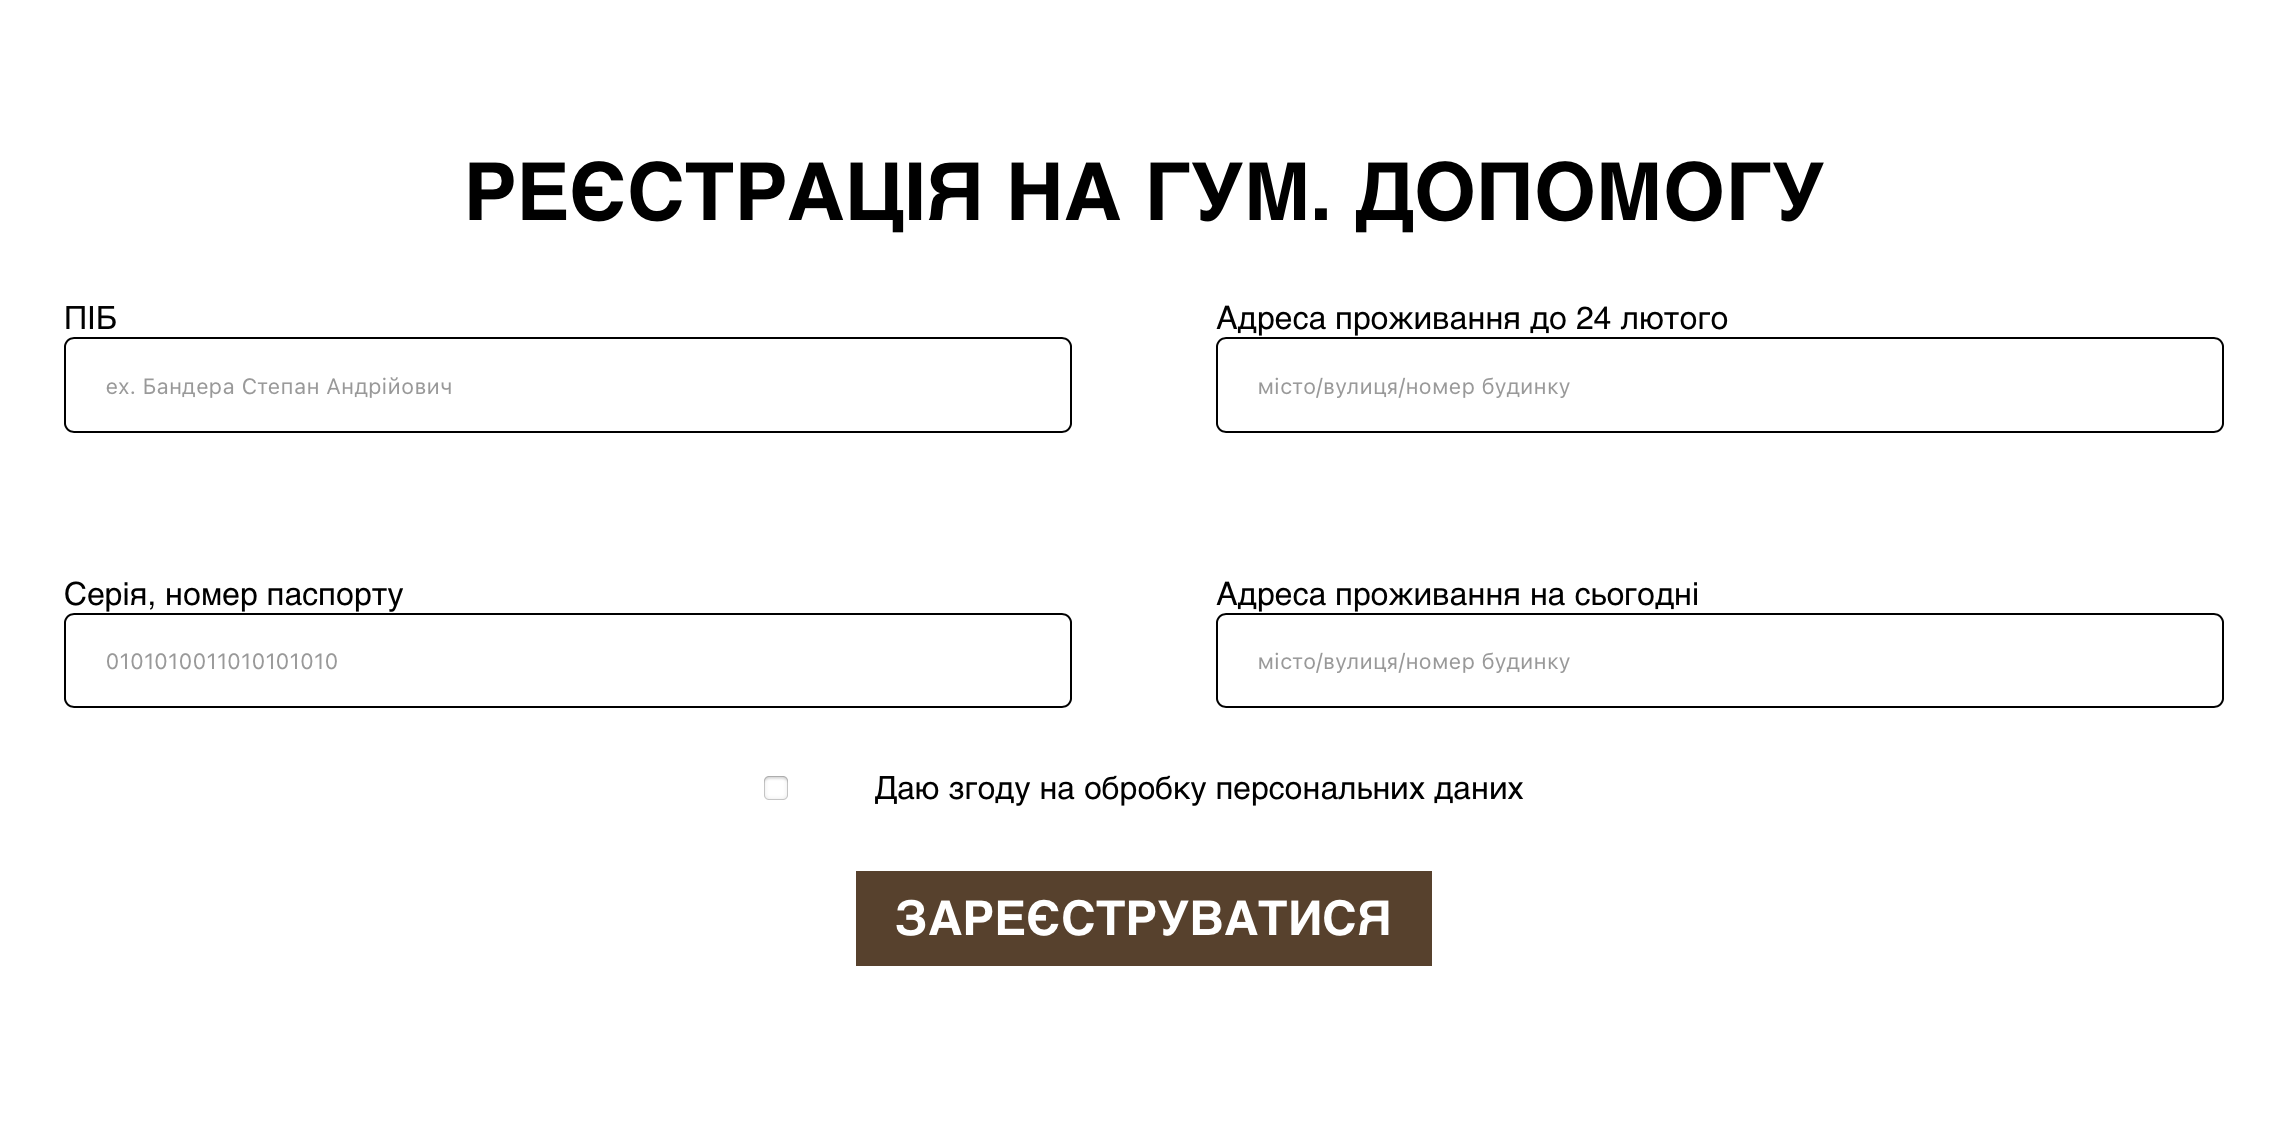 РЕЄСТРАЦІЯ НА ГУМ. ДОПОМОГУ
ПІБ
ex. Бандера Степан Андрійович
Адреса проживання до 24 лютого
місто/вулиця/номер будинку
Серія, номер паспорту
0101010011010101010
Адреса проживання на сьогодні
місто/вулиця/номер будинку
Даю згоду на обробку персональних даних
ЗАРЕЄСТРУВАТИСЯ